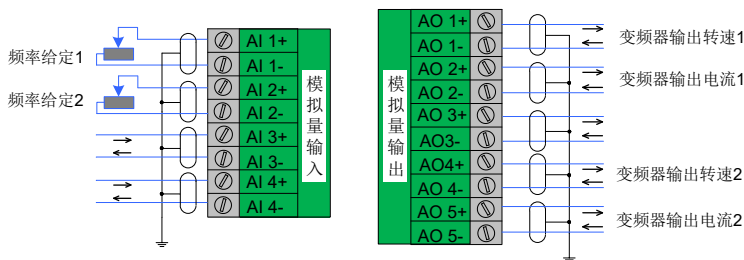 频率给定1
频率给定2
AI 1+
AI 1-
AI 2+
AI 2-
AI 3+
AI 3-
AI 4+
AI 4-
模拟量输入
模拟量输出
AO 1+
AO 1-
AO 2+
AO 2-
AO 3+
AO3-
AO4+
AO 4-
AO 5+
AO 5-
变频器输出转速1
变频器输出电流1
变频器输出转速2
变频器输出电流2